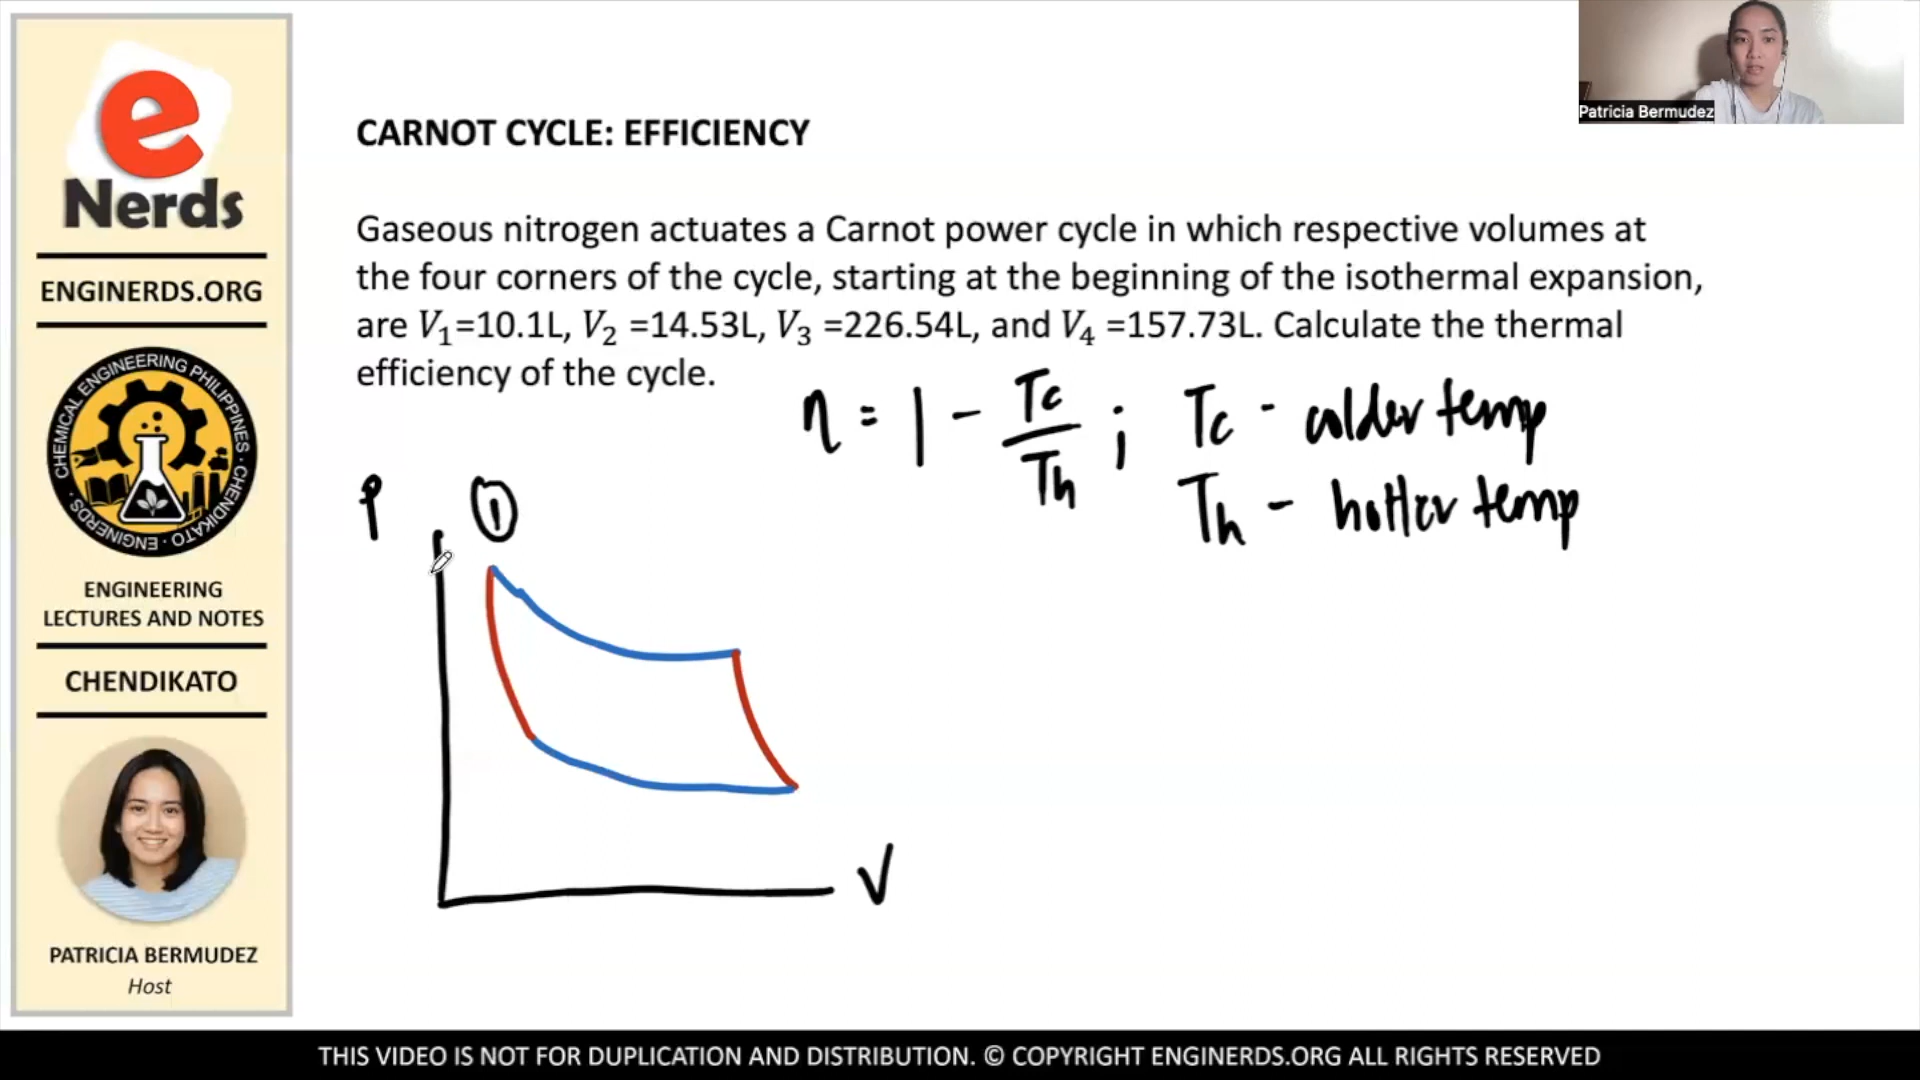 e
Nerds
ENGINERDS.ORG
CHEMICAL ENGINEERING PHILIPPINES · CHENDIKATO · ENGINERDS ·
ENGINEERING
LECTURES AND NOTES
CHENDIKATO
PATRICIA BERMUDEZ
Host
Patricia Bermudez
CARNOT CYCLE: EFFICIENCY
Gaseous nitrogen actuates a Carnot power cycle in which respective volumes at
the four corners of the cycle, starting at the beginning of the isothermal expansion,
are V₁=10.1L, V₂ =14.53L, V₃ =226.54L, and V₄ =157.73L. Calculate the thermal
efficiency of the cycle.
η = 1 - Tc/Th ; Tc - colder temp
Th - hotter temp
P
①
V
THIS VIDEO IS NOT FOR DUPLICATION AND DISTRIBUTION. © COPYRIGHT ENGINERDS.ORG ALL RIGHTS RESERVED